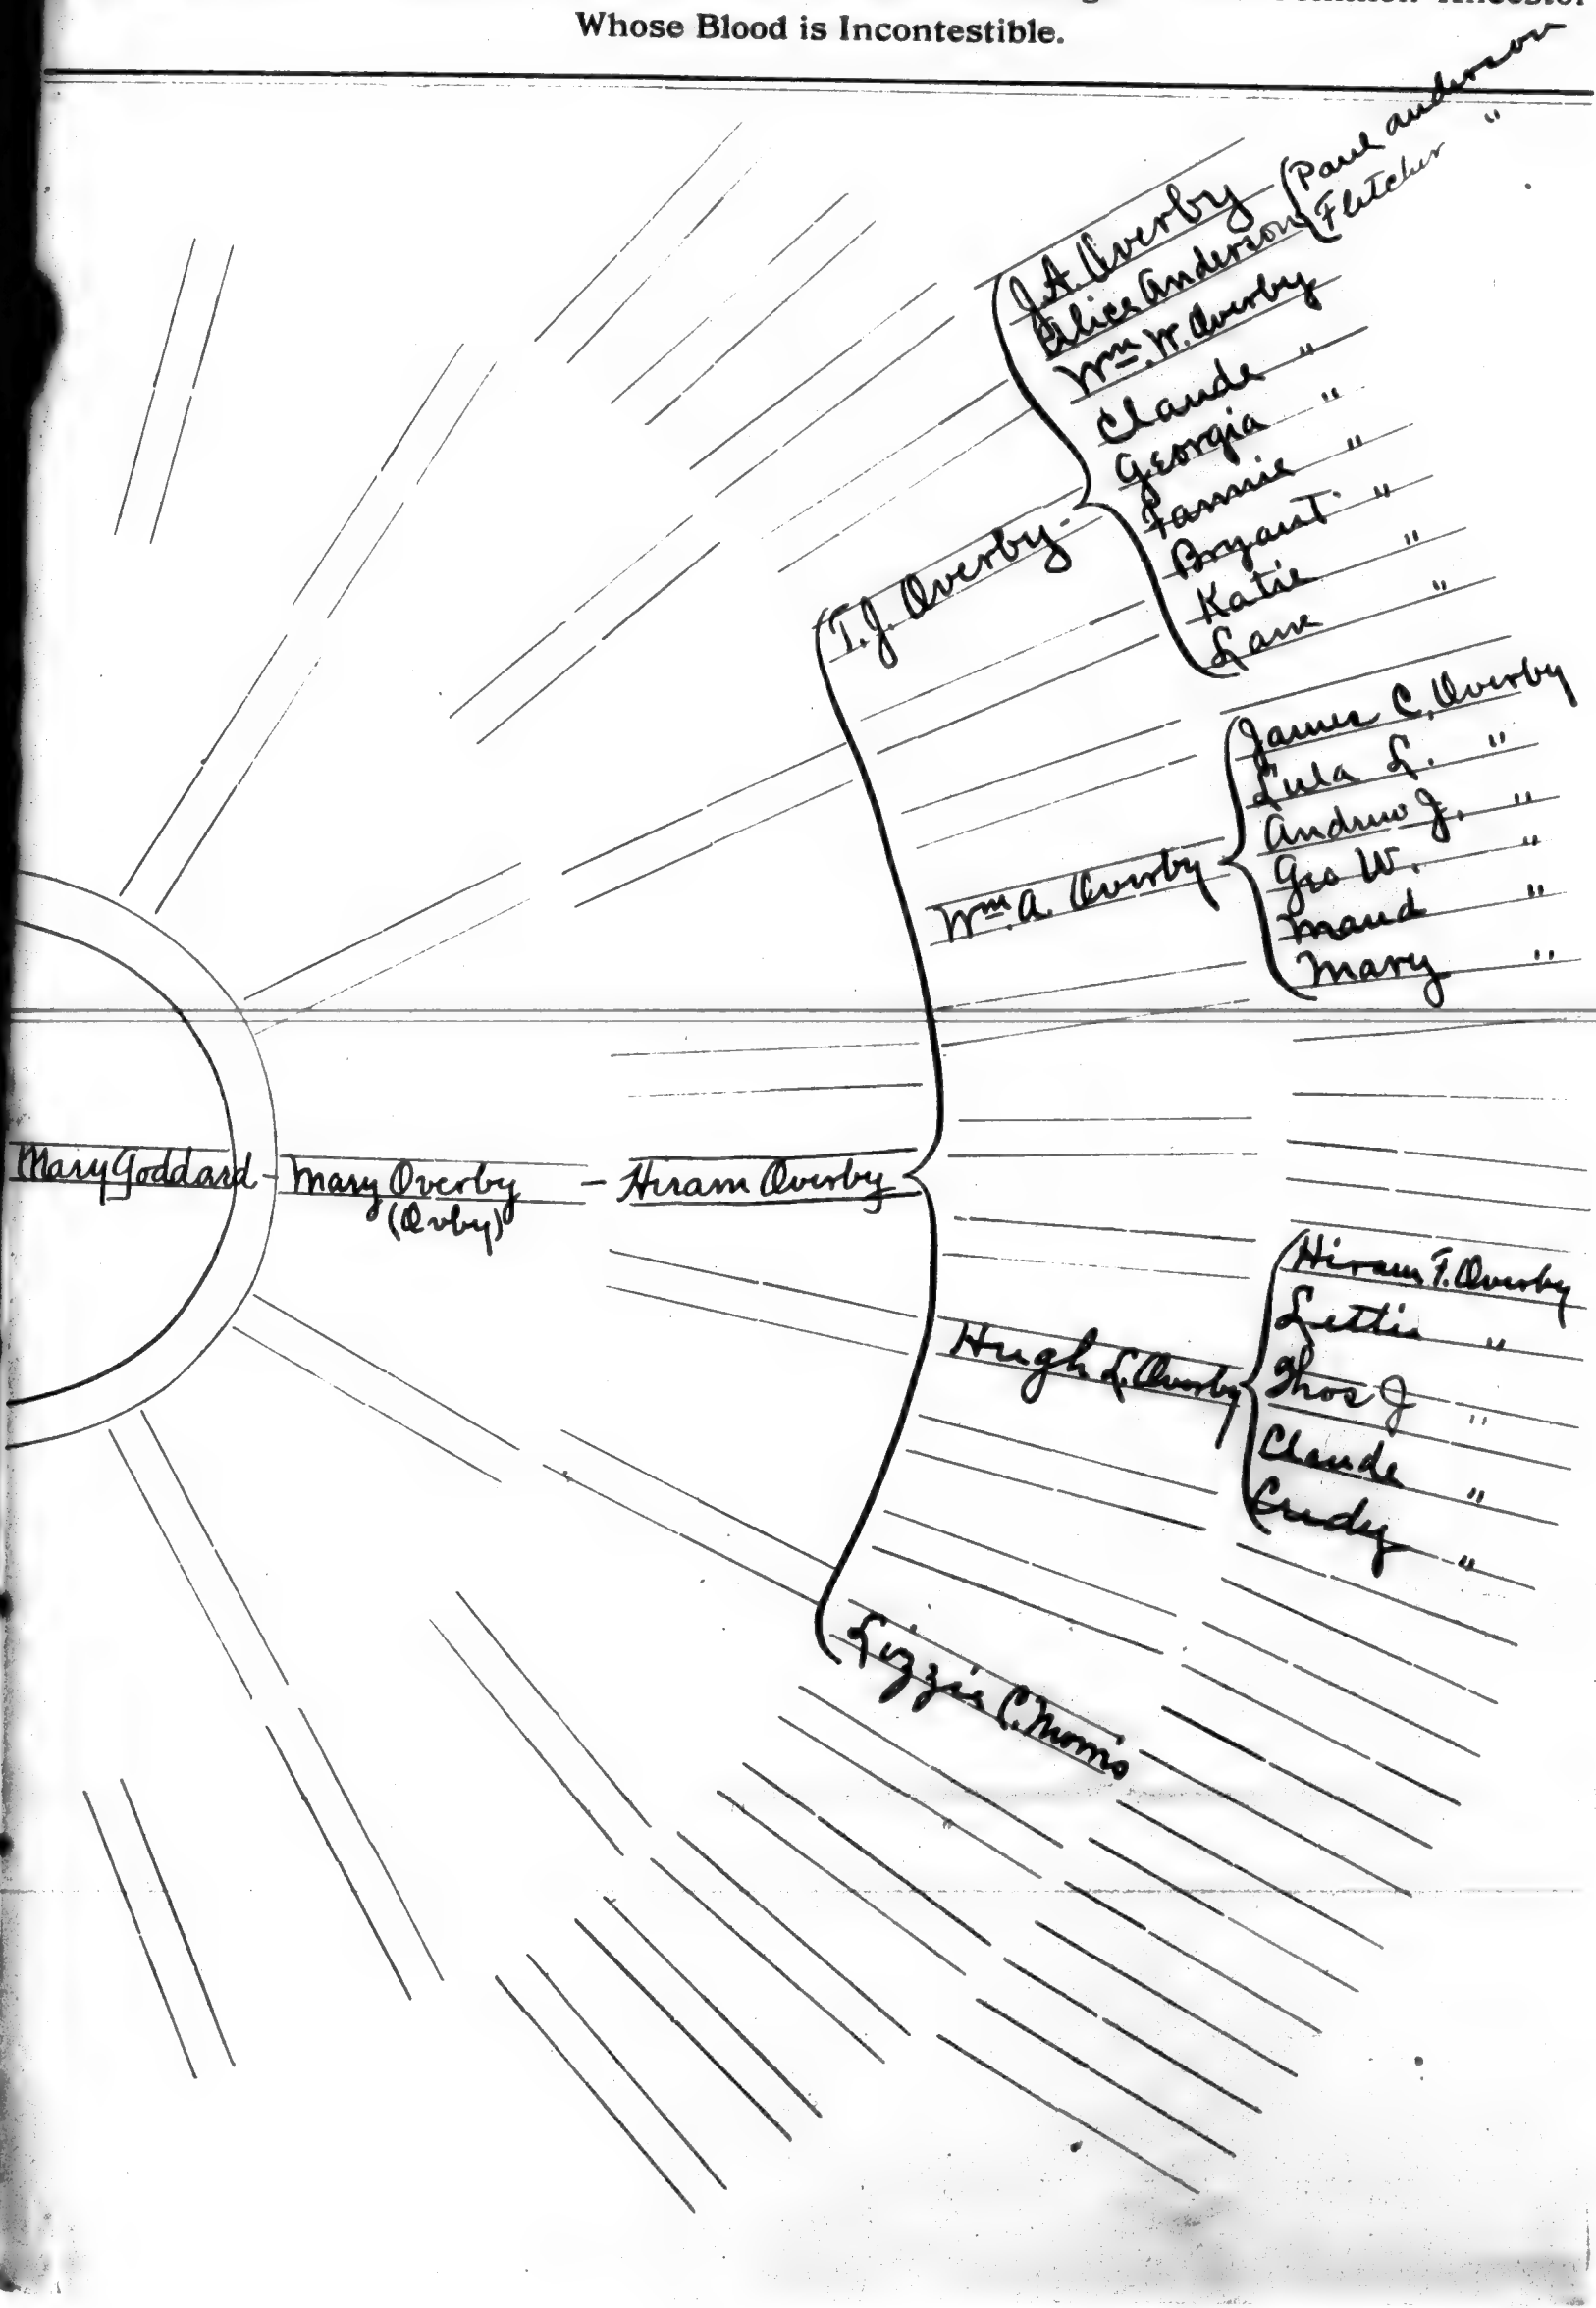 Ancestor
Whose Blood is Incontestible.
Paul Anderson
Fletcher "
J. A. Overby
Alice Anderson
Wm. W. Overby
Claude "
Georgia "
Fannie "
Bryant "
Katie "
Lane "
T. J. Overby
James C. Overby
Lula L. "
Andrew J. "
Geo W. "
Maud "
Mary "
Wm. A. Overby
Mary Goddard - Mary Overby - Hiram Overby
(Ovby)
Hiram F. Overby
Lettie "
Thos J "
Claude "
"
Hugh L. Overby
Lizzie C. Morris